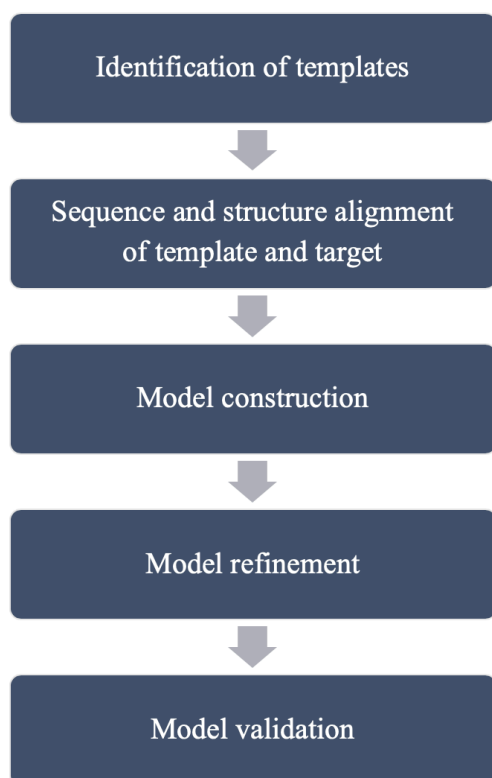 Identification of templates
Sequence and structure alignment
of template and target
Model construction
Model refinement
Model validation